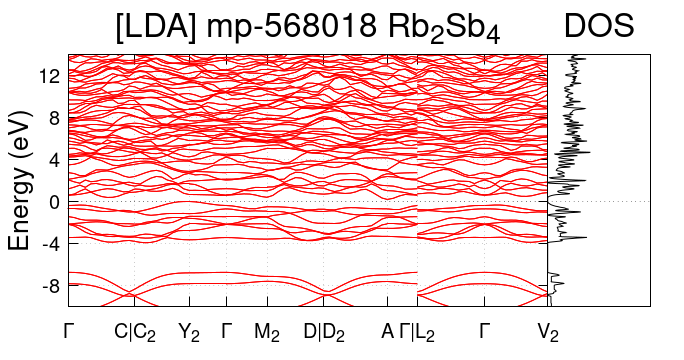 [LDA] mp-568018 Rb₂Sb₄ DOS
Energy (eV)
12
8
4
0
-4
-8
Γ C|C₂ Y₂ Γ M₂ D|D₂ A Γ|L₂ Γ V₂